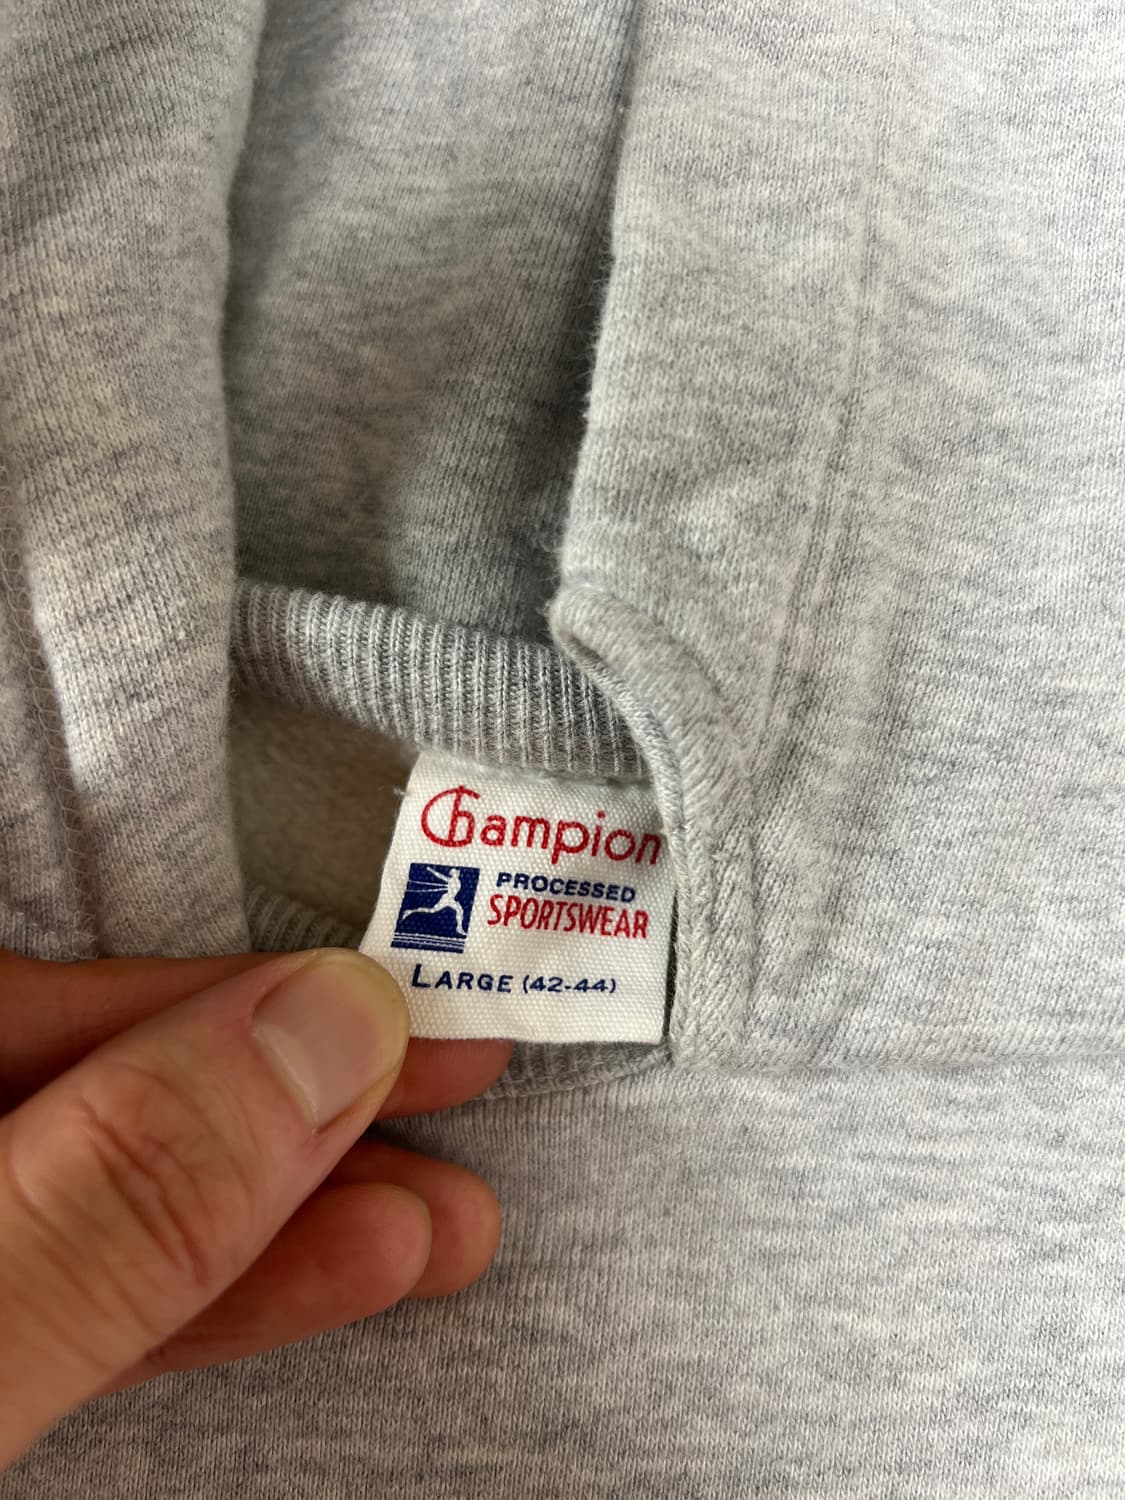 Champion
PROCESSED
SPORTSWEAR
LARGE (42-44)